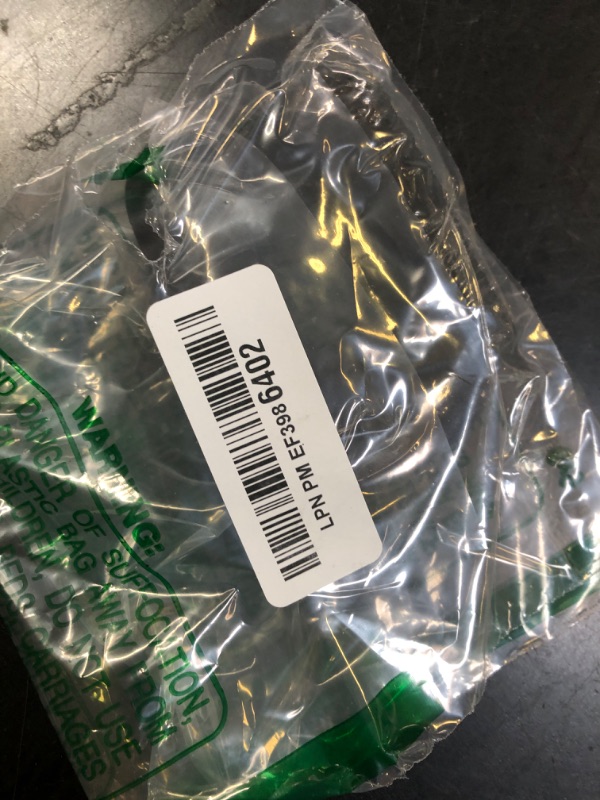 LPN PM EF398 6402
WARNING:
DANGER OF SUFFOCATION,
PLASTIC BAG AWAY FROM
CHILDREN, DO NOT USE
CARRIAGES